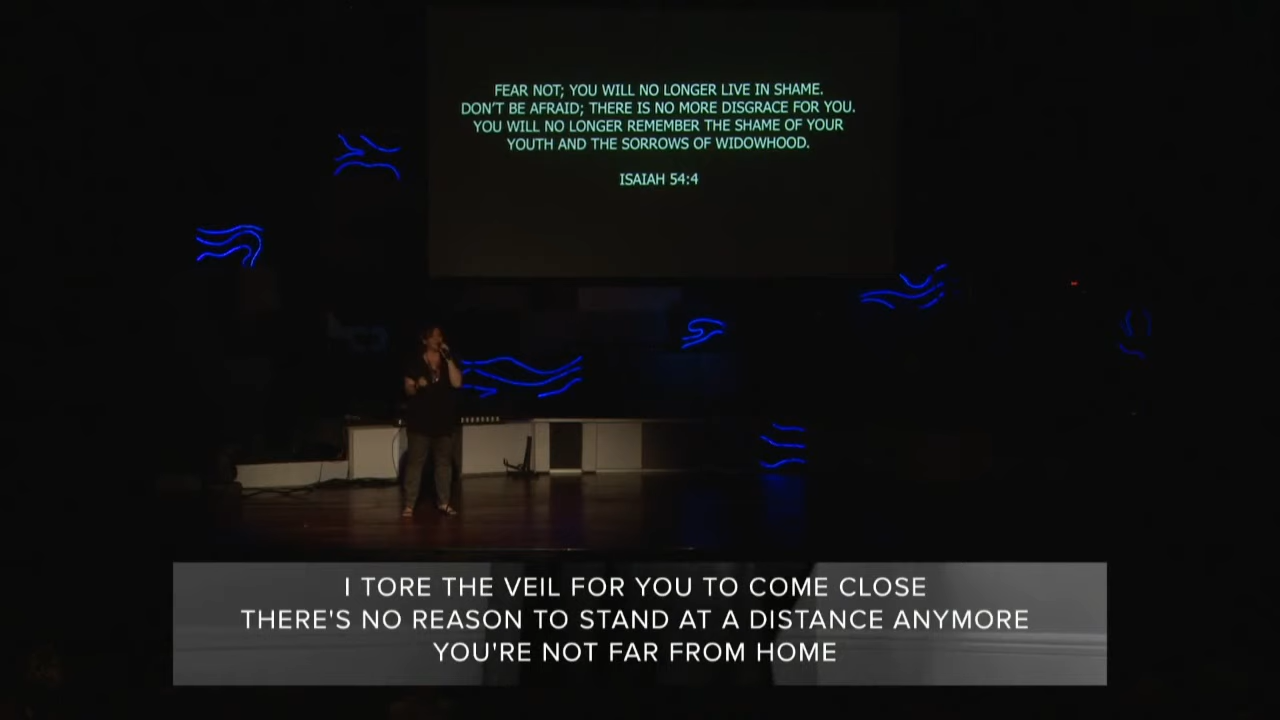 FEAR NOT; YOU WILL NO LONGER LIVE IN SHAME.
DON'T BE AFRAID; THERE IS NO MORE DISGRACE FOR YOU.
YOU WILL NO LONGER REMEMBER THE SHAME OF YOUR
YOUTH AND THE SORROWS OF WIDOWHOOD.
ISAIAH 54:4
I TORE THE VEIL FOR YOU TO COME CLOSE
THERE'S NO REASON TO STAND AT A DISTANCE ANYMORE
YOU'RE NOT FAR FROM HOME